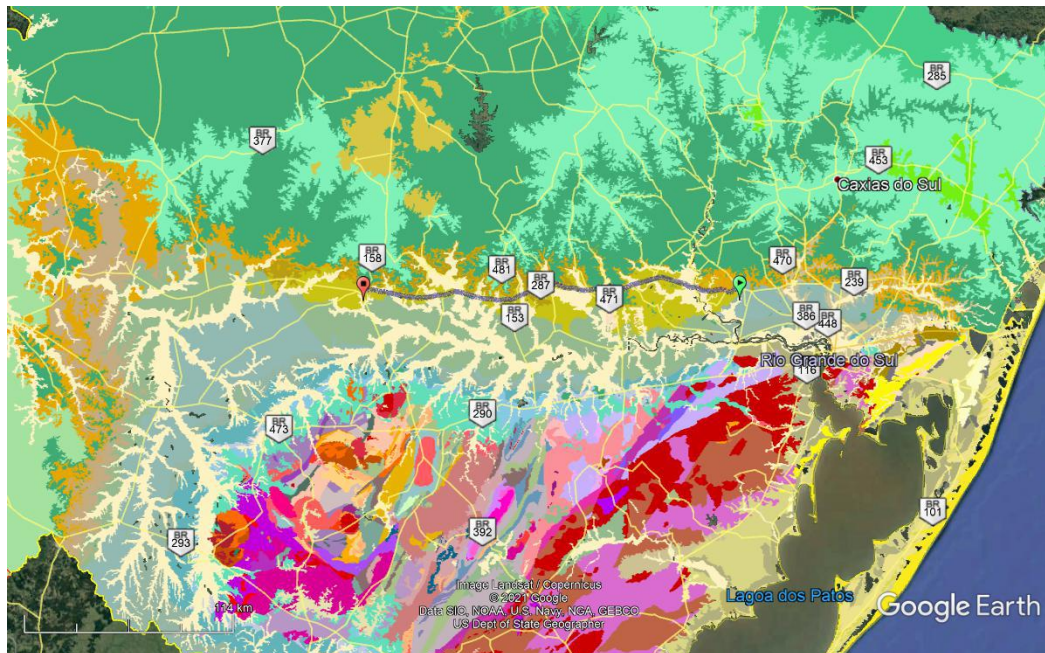 BR
285
BR
377
BR
453
Caxias do Sul
BR
158
BR
481
BR
470
BR
287
BR
239
BR
471
BR
153
BR
386
BR
448
Rio Grande do Sul
BR
116
BR
290
BR
473
BR
101
BR
392
BR
293
Image Landsat / Copernicus
© 2021 Google
Data SIO, NOAA, U.S. Navy, NGA, GEBCO
US Dept of State Geographer
114 km
Lagoa dos Patos
Google Earth